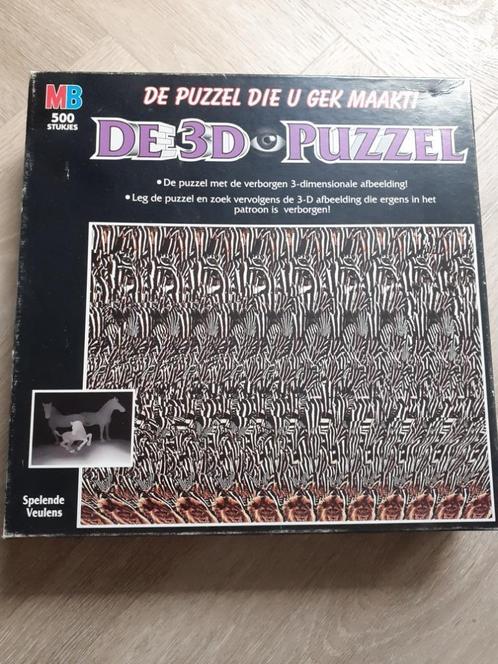 MB
500
STUKJES
DE PUZZEL DIE U GEK MAAKT!
DE 3D PUZZEL
• De puzzel met de verborgen 3-dimensionale afbeelding!
• Leg de puzzel en zoek vervolgens de 3-D afbeelding die ergens in het
patroon is verborgen!
Spelende
Veulens